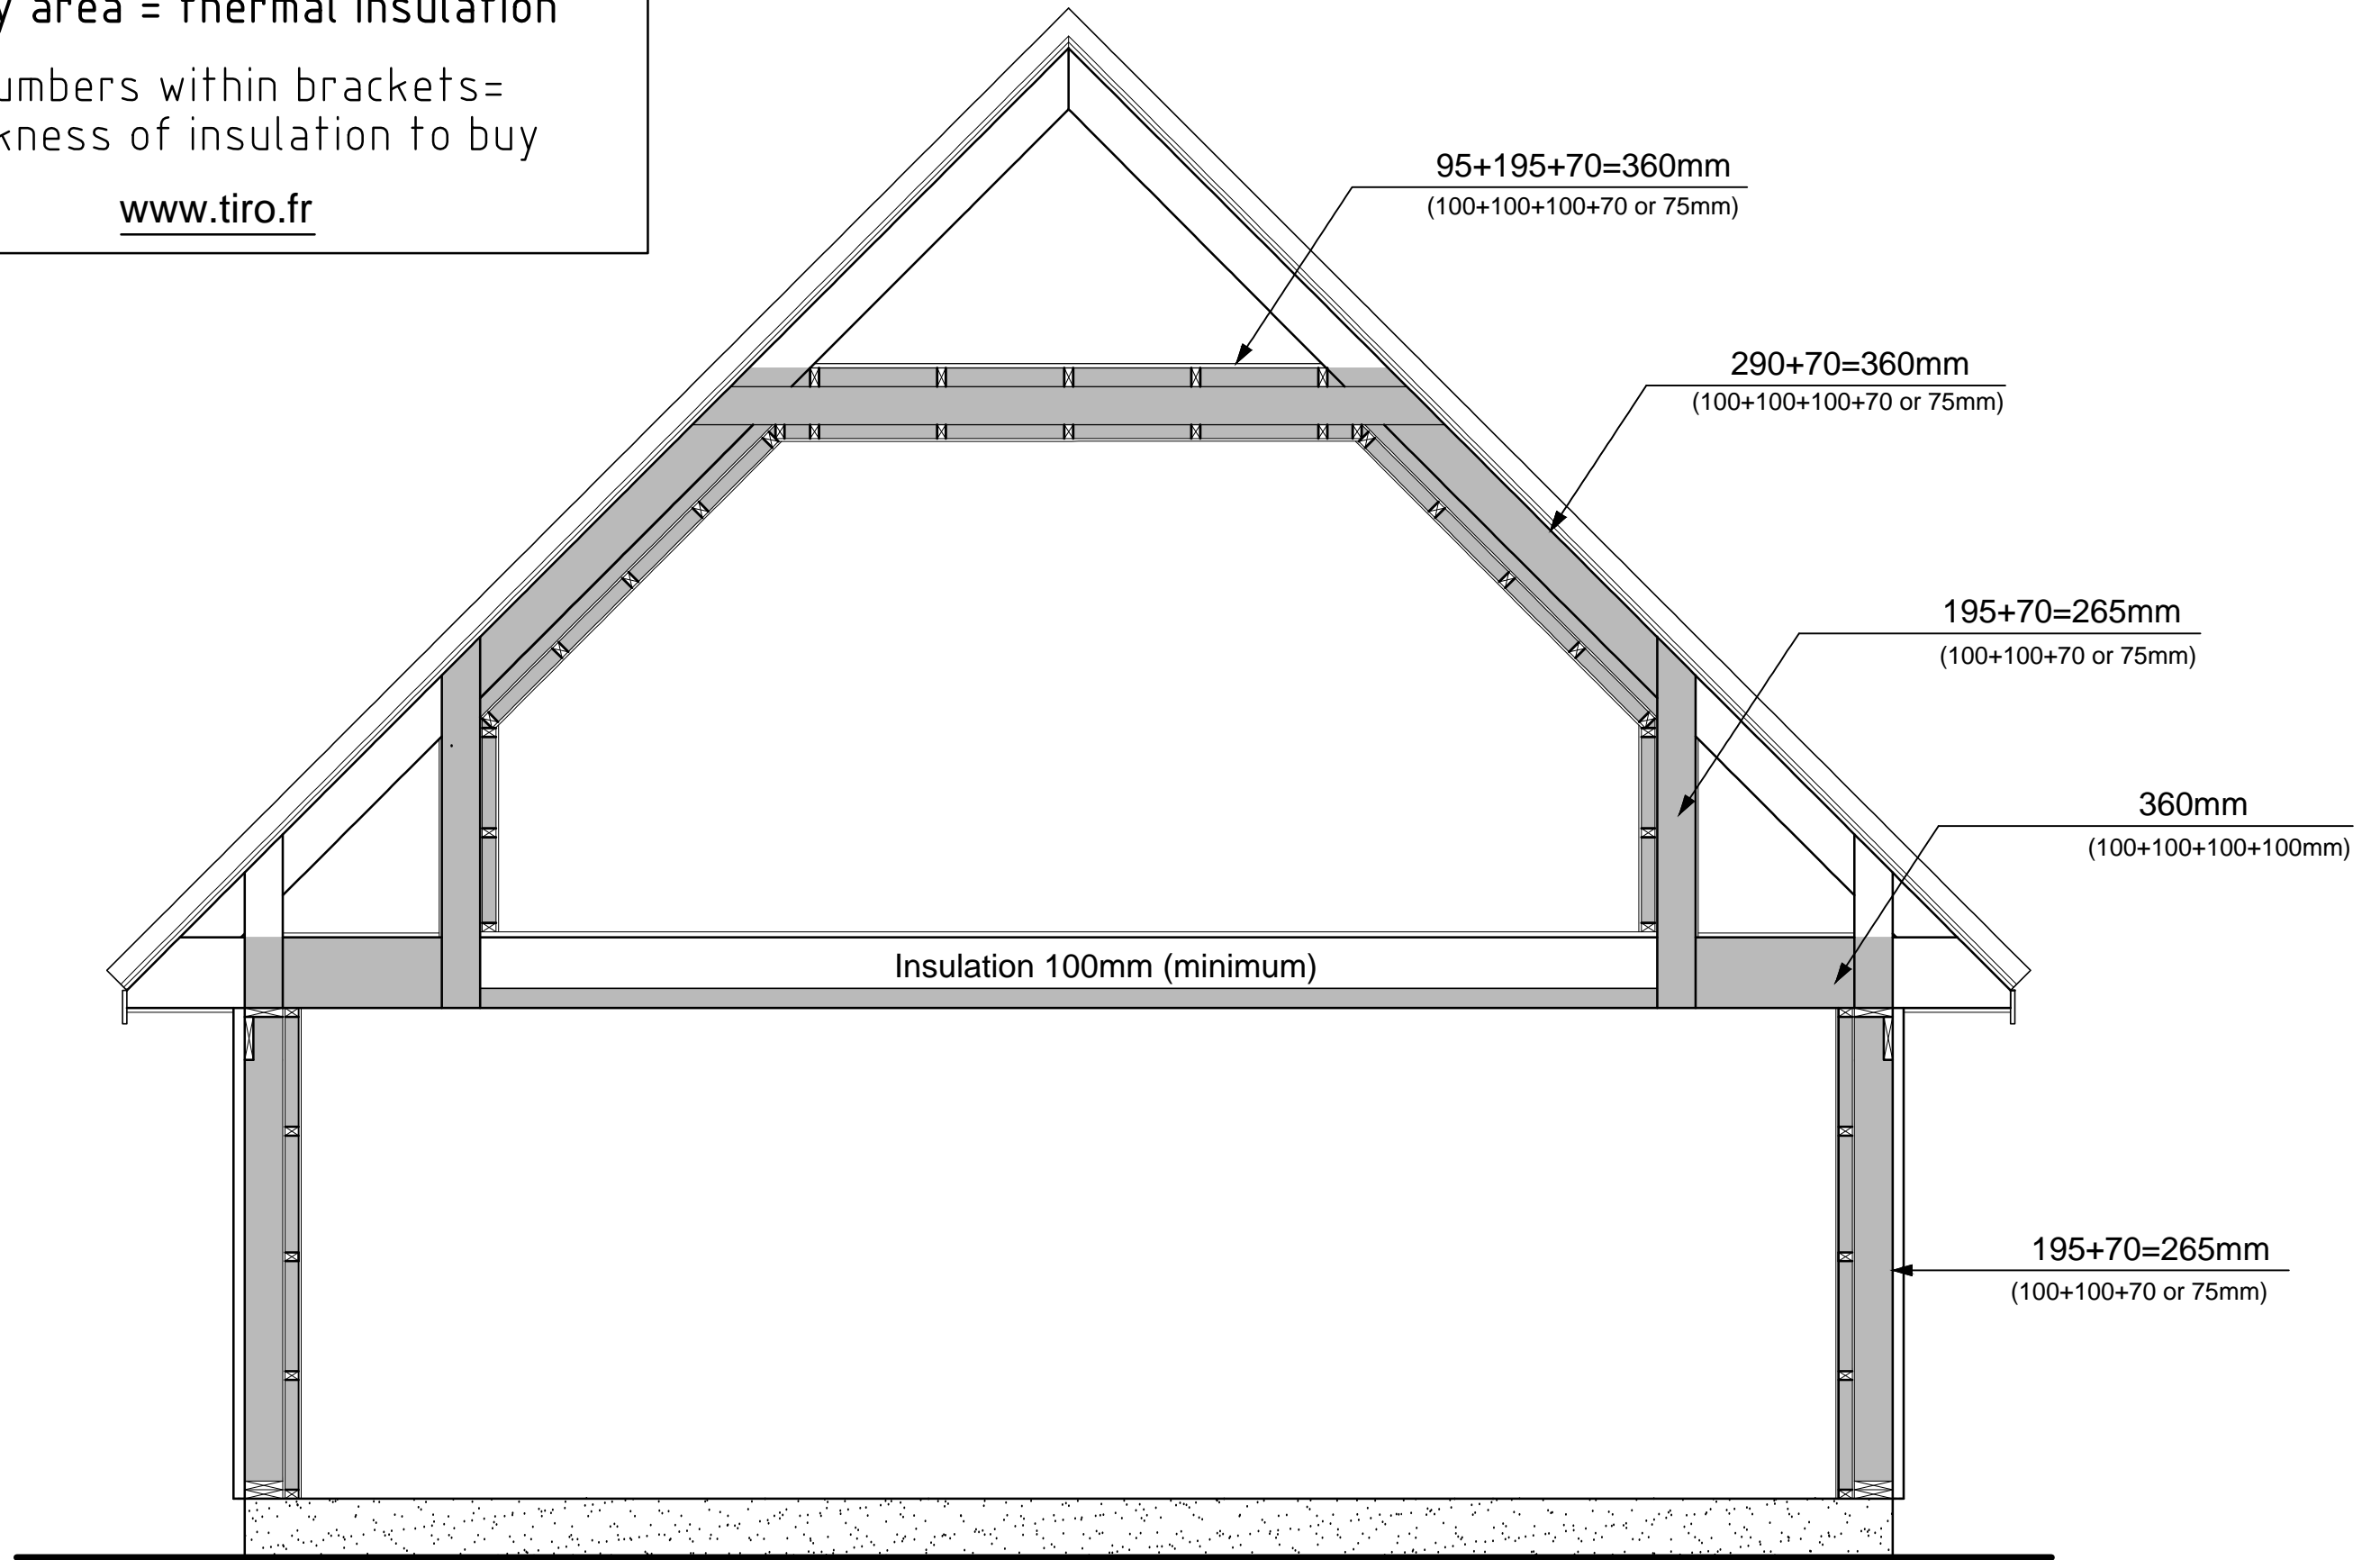 area = thermal insulation
within brackets=
of insulation to buy
www.tiro.fr
95+195+70=360mm
(100+100+100+70 or 75mm)
290+70=360mm
(100+100+100+70 or 75mm)
195+70=265mm
(100+100+70 or 75mm)
360mm
(100+100+100+100mm)
Insulation 100mm (minimum)
195+70=265mm
(100+100+70 or 75mm)